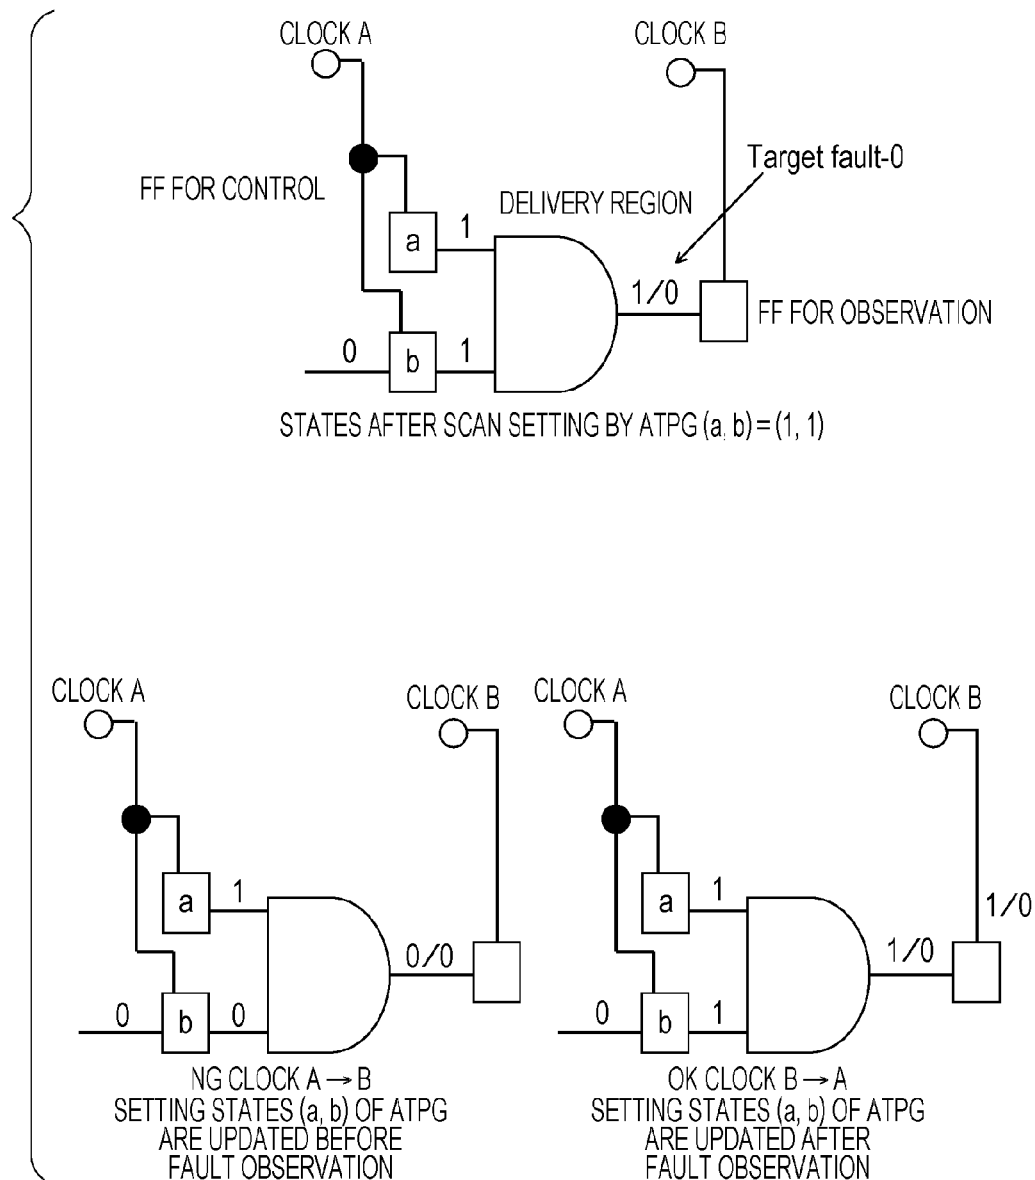 CLOCK A
CLOCK B
Target fault-0
FF FOR CONTROL
DELIVERY REGION
a
1
1/0
FF FOR OBSERVATION
0
b
1
STATES AFTER SCAN SETTING BY ATPG (a, b) = (1, 1)
CLOCK A
CLOCK B
a
1
0/0
0
b
0
NG CLOCK A → B
SETTING STATES (a, b) OF ATPG
ARE UPDATED BEFORE
FAULT OBSERVATION
CLOCK A
CLOCK B
a
1
1/0
1/0
0
b
1
OK CLOCK B → A
SETTING STATES (a, b) OF ATPG
ARE UPDATED AFTER
FAULT OBSERVATION